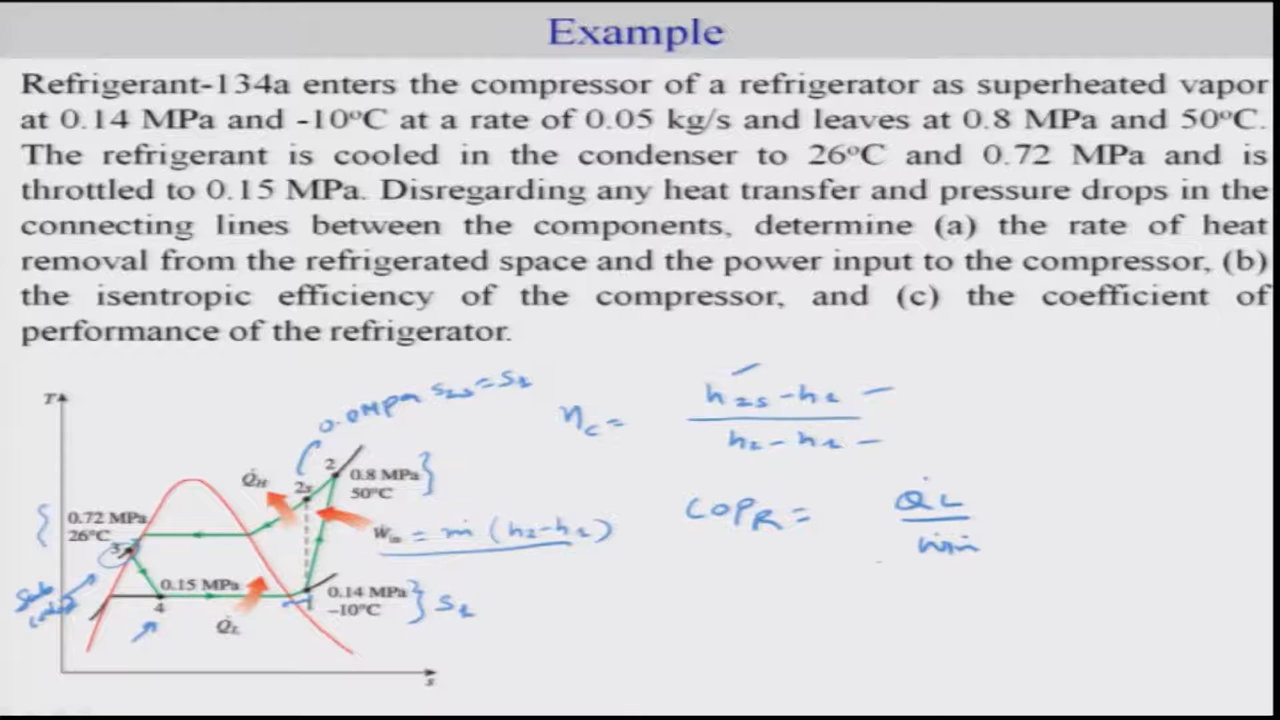 Example
Refrigerant-134a enters the compressor of a refrigerator as superheated vapor
at 0.14 MPa and -10°C at a rate of 0.05 kg/s and leaves at 0.8 MPa and 50°C.
The refrigerant is cooled in the condenser to 26°C and 0.72 MPa and is
throttled to 0.15 MPa. Disregarding any heat transfer and pressure drops in the
connecting lines between the components, determine (a) the rate of heat
removal from the refrigerated space and the power input to the compressor, (b)
the isentropic efficiency of the compressor, and (c) the coefficient of
performance of the refrigerator.
T
0.8MPa s2s = s1
ηc =
h2s - h1
h2 - h1
2
Q̇H
2s
0.8 MPa
50°C
0.72 MPa
26°C
3
Ẇin = ṁ (h2 - h1)
COPR =
Q̇L
Ẇin
0.15 MPa
4
0.14 MPa
-10°C
1
s1
Q̇L
s